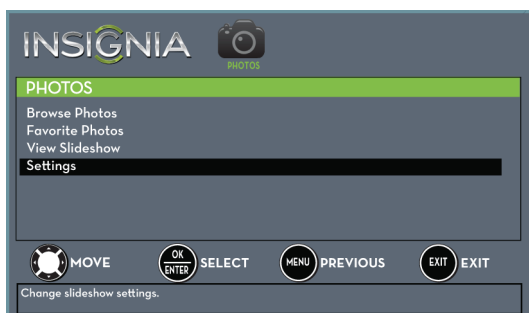 INSIGNIA
PHOTOS
PHOTOS
Browse Photos
Favorite Photos
View Slideshow
Settings
MOVE OK ENTER SELECT MENU PREVIOUS EXIT EXIT
Change slideshow settings.